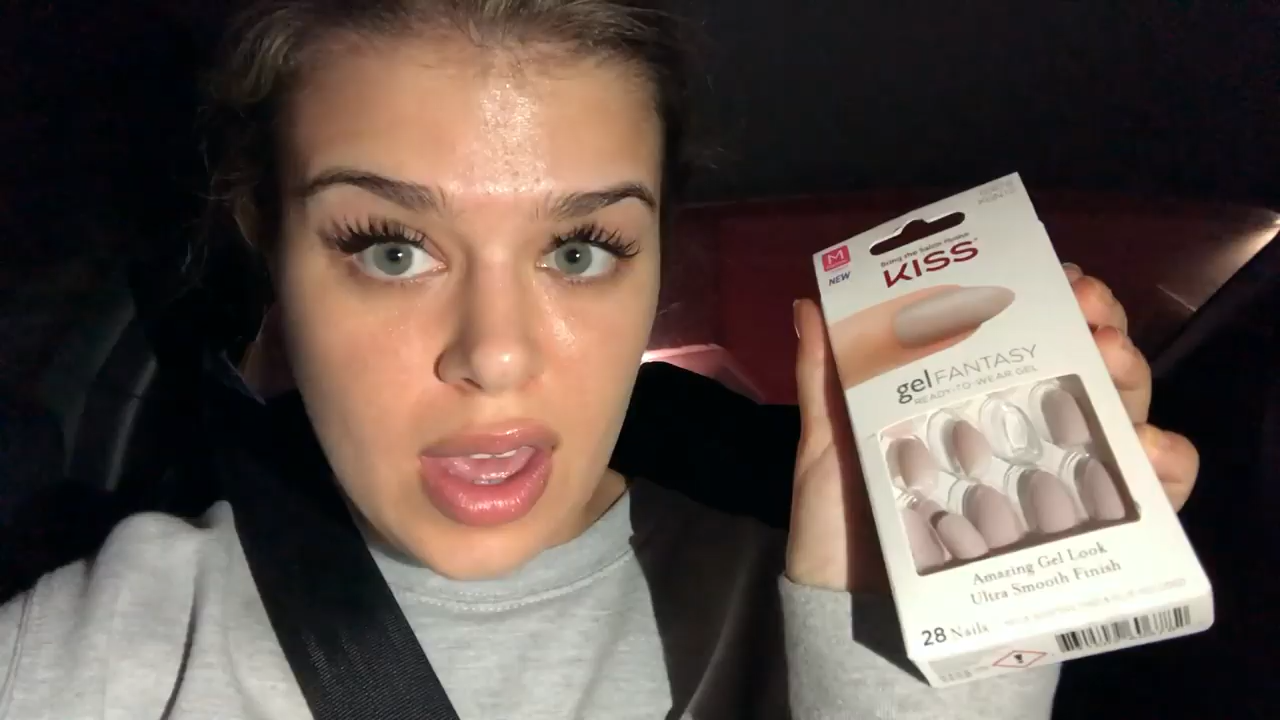 M
NEW
Bring the Salon Home
KISS
gel FANTASY
READY-TO-WEAR GEL
Amazing Gel Look
Ultra Smooth Finish
28 Nails